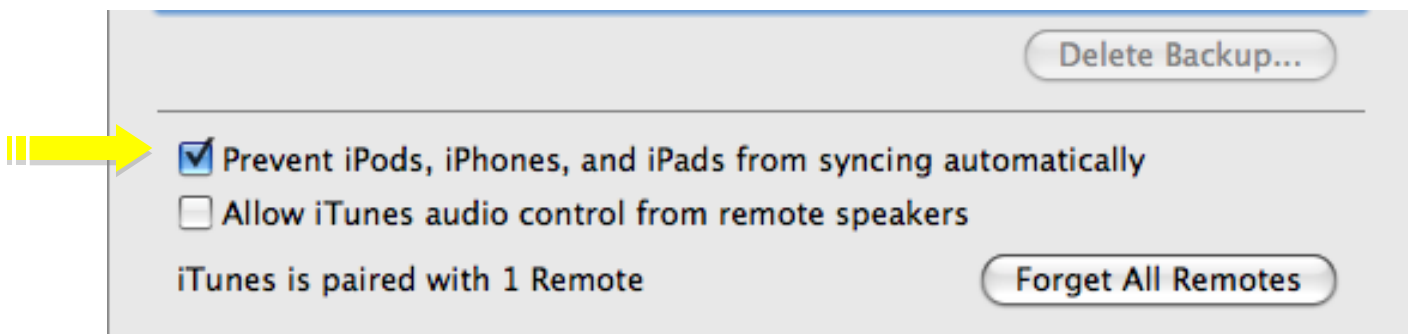 Delete Backup...
Prevent iPods, iPhones, and iPads from syncing automatically
Allow iTunes audio control from remote speakers
iTunes is paired with 1 Remote
Forget All Remotes